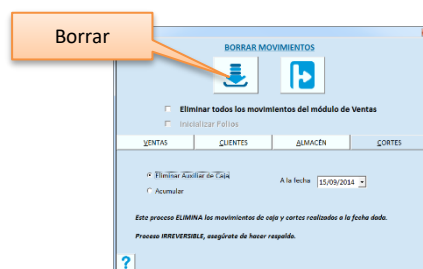 Borrar
BORRAR MOVIMIENTOS
Eliminar todos los movimientos del módulo de Ventas
Inicializar Folios
VENTAS CLIENTES ALMACÉN CORTES
Eliminar Auxiliar de Caja
A la fecha 15/09/2014
Acumular
Este proceso ELIMINA los movimientos de caja y cortes realizados a la fecha dada.
Proceso IRREVERSIBLE, asegúrate de hacer respaldo.
?